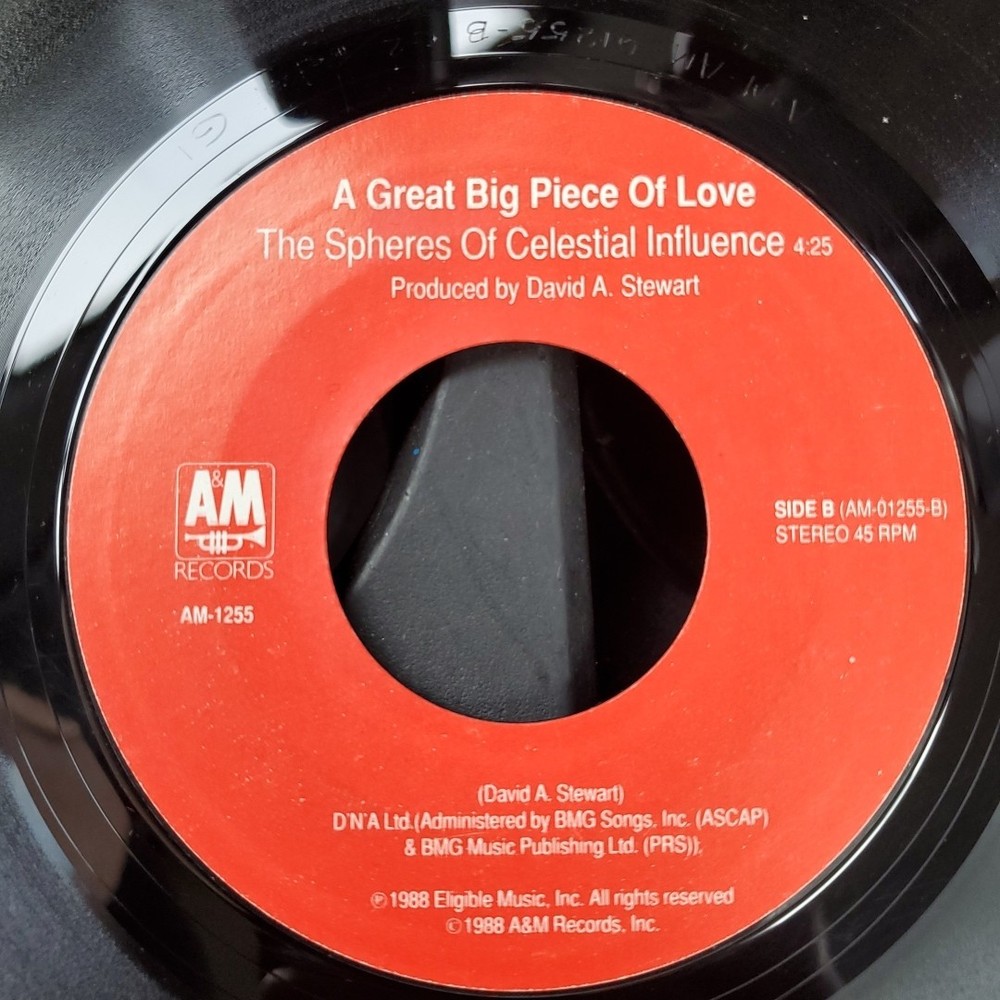 A Great Big Piece Of Love
The Spheres Of Celestial Influence 4:25
Produced by David A. Stewart
A&M
RECORDS
AM-1255
SIDE B (AM-01255-B)
STEREO 45 RPM
(David A. Stewart)
D'N'A Ltd.(Administered by BMG Songs, Inc. (ASCAP)
& BMG Music Publishing Ltd. (PRS)).
℗1988 Eligible Music, Inc. All rights reserved
©1988 A&M Records, Inc.